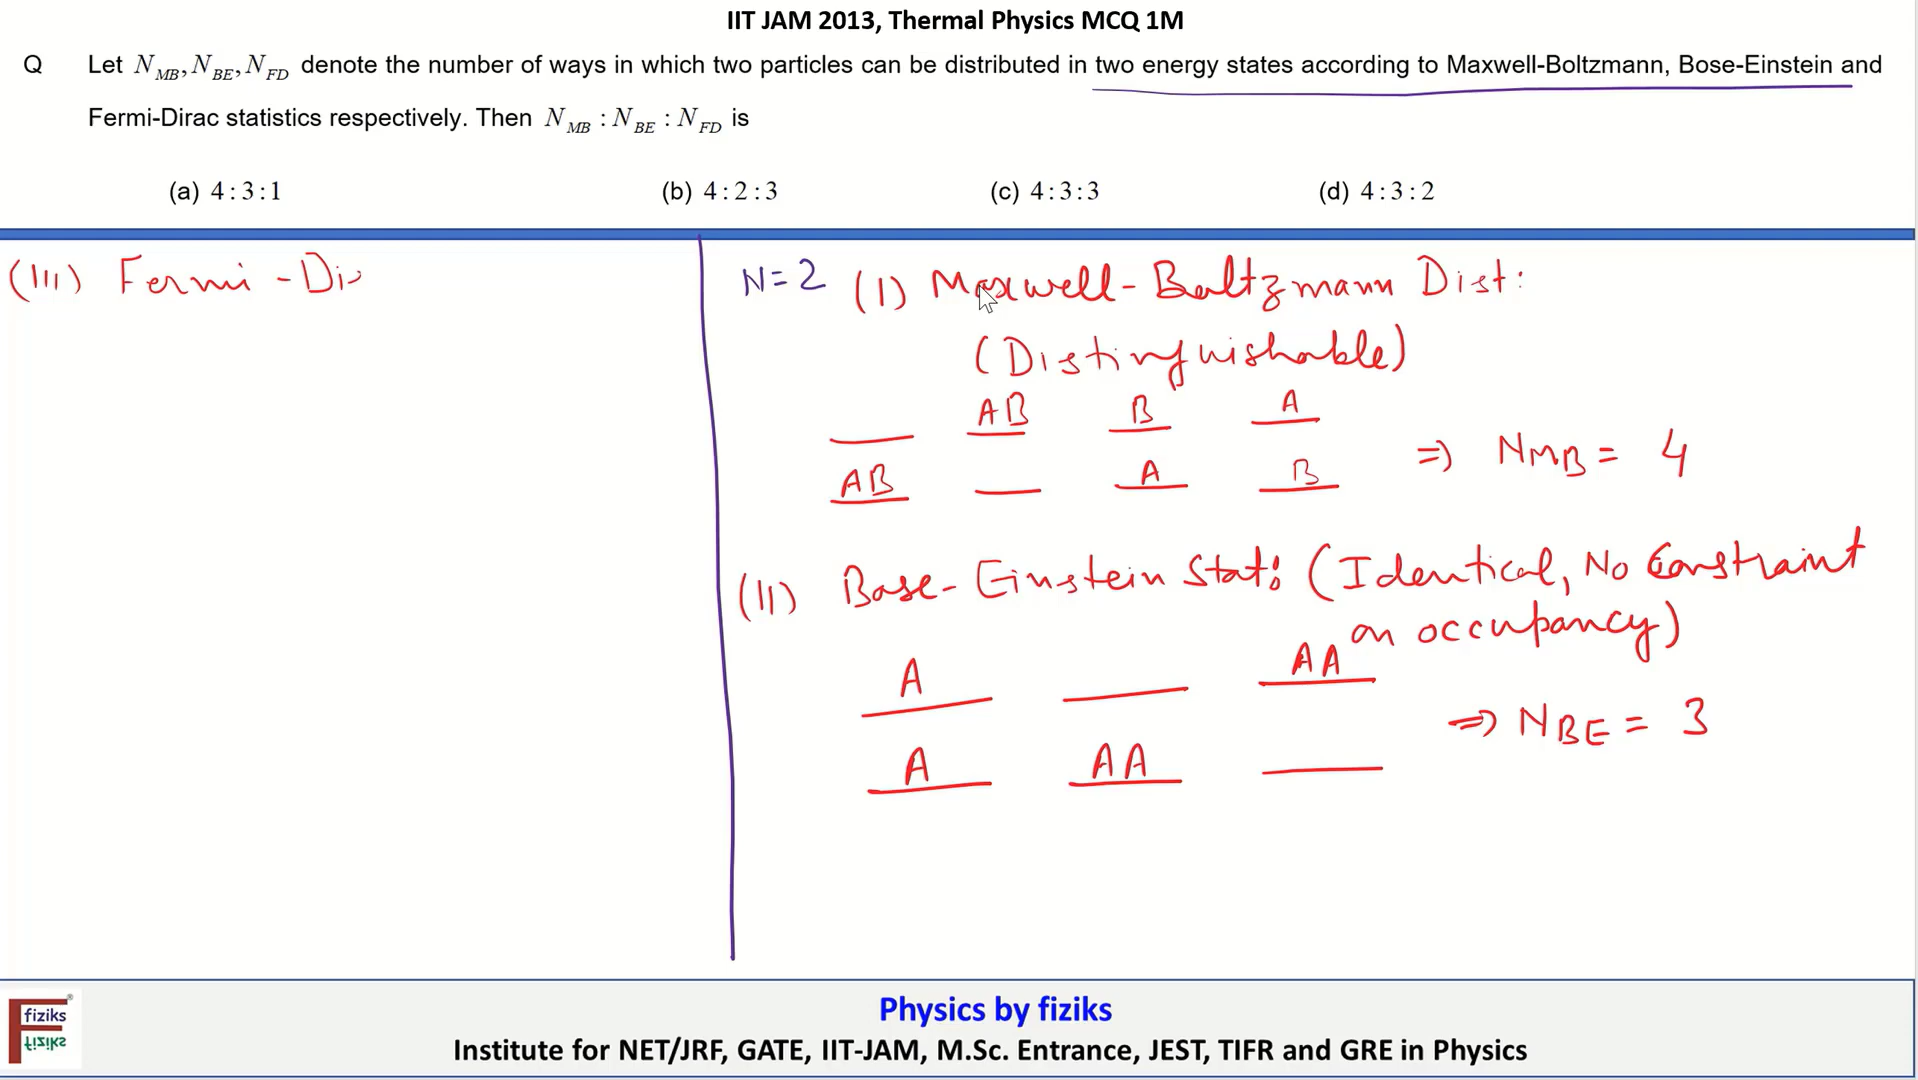 IIT JAM 2013, Thermal Physics MCQ 1M
Q Let N_MB, N_BE, N_FD denote the number of ways in which two particles can be distributed in two energy states according to Maxwell-Boltzmann, Bose-Einstein and
Fermi-Dirac statistics respectively. Then N_MB : N_BE : N_FD is
(a) 4 : 3 : 1 (b) 4 : 2 : 3 (c) 4 : 3 : 3 (d) 4 : 3 : 2
(III) Fermi - Di
N = 2 (I) Maxwell - Boltzmann Dist :
(Distinguishable)
AB B A
AB A B
⇒ N_MB = 4
(II) Bose - Einstein Stat: (Identical, No Constraint
on occupancy)
A AA
A AA
⇒ N_BE = 3
fiziks
fiziks
Physics by fiziks
Institute for NET/JRF, GATE, IIT-JAM, M.Sc. Entrance, JEST, TIFR and GRE in Physics